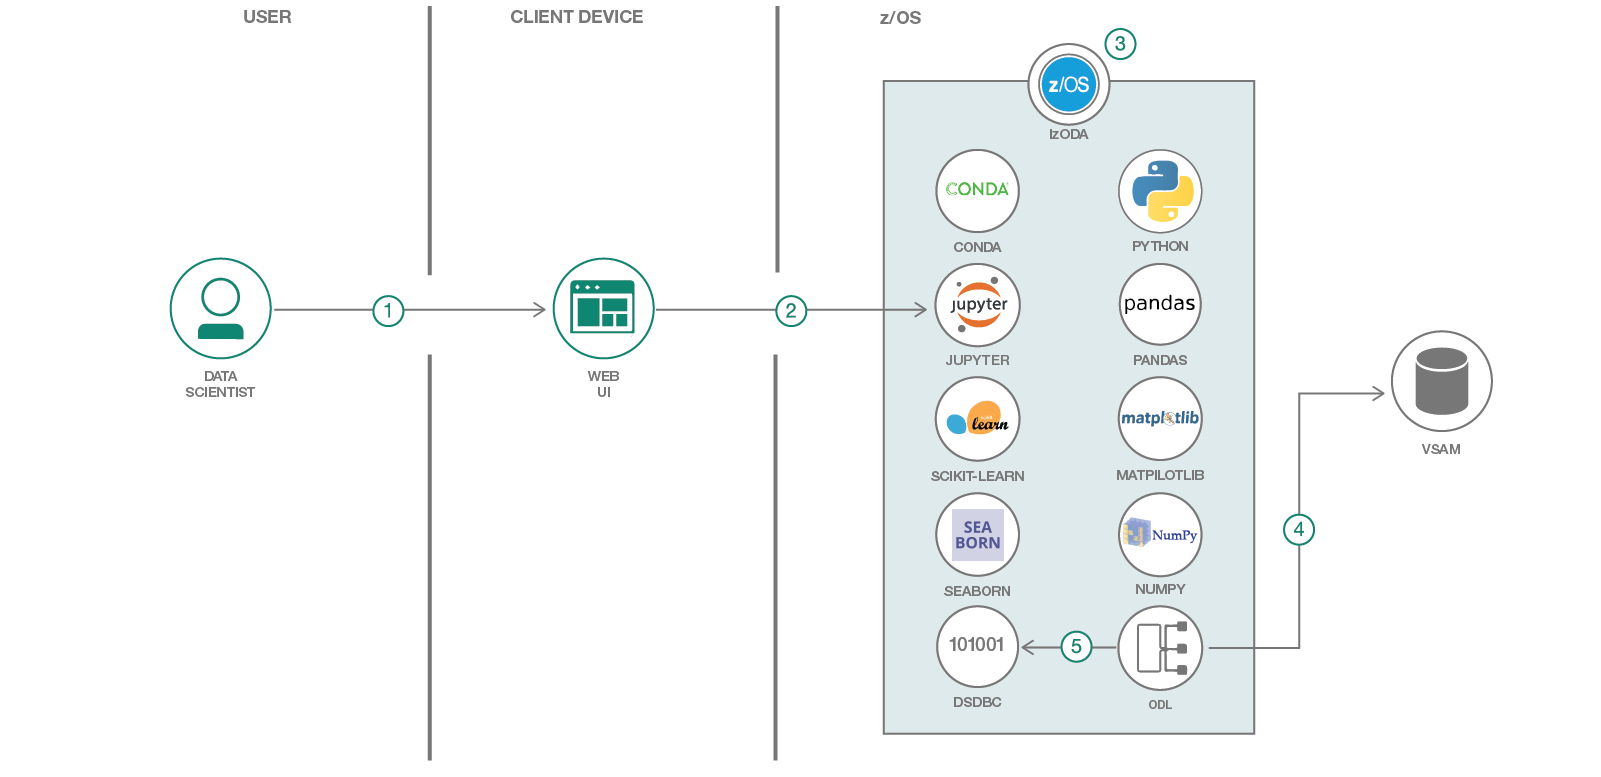 USER
CLIENT DEVICE
z/OS
3
z/OS
IzODA
CONDA
CONDA
PYTHON
1
2
jupyter
pandas
DATA
SCIENTIST
WEB
UI
JUPYTER
PANDAS
learn
matplotlib
VSAM
SCIKIT-LEARN
MATPILOTLIB
SEA
BORN
NumPy
4
SEABORN
NUMPY
101001
5
DSDBC
ODL